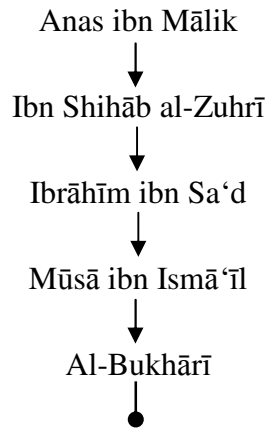 Anas ibn Mālik
Ibn Shihāb al-Zuhrī
Ibrāhīm ibn Sa‘d
Mūsā ibn Ismā‘īl
Al-Bukhārī